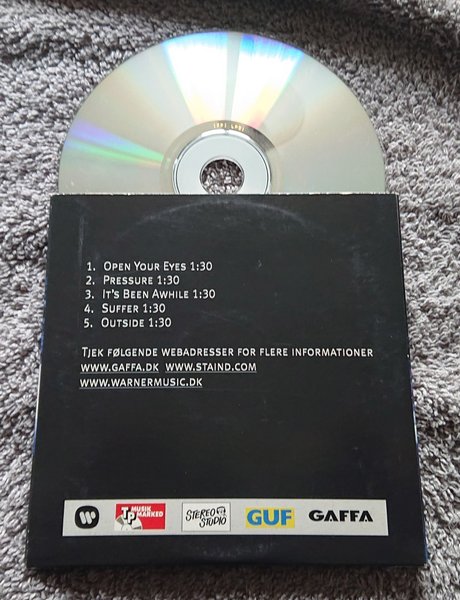 1. Open Your Eyes 1:30
2. Pressure 1:30
3. It's Been Awhile 1:30
4. Suffer 1:30
5. Outside 1:30
Tjek følgende webadresser for flere informationer
www.gaffa.dk www.staind.com
www.warnermusic.dk
TP MUSIK MARKED
STEREO STUDIO
GUF
GAFFA